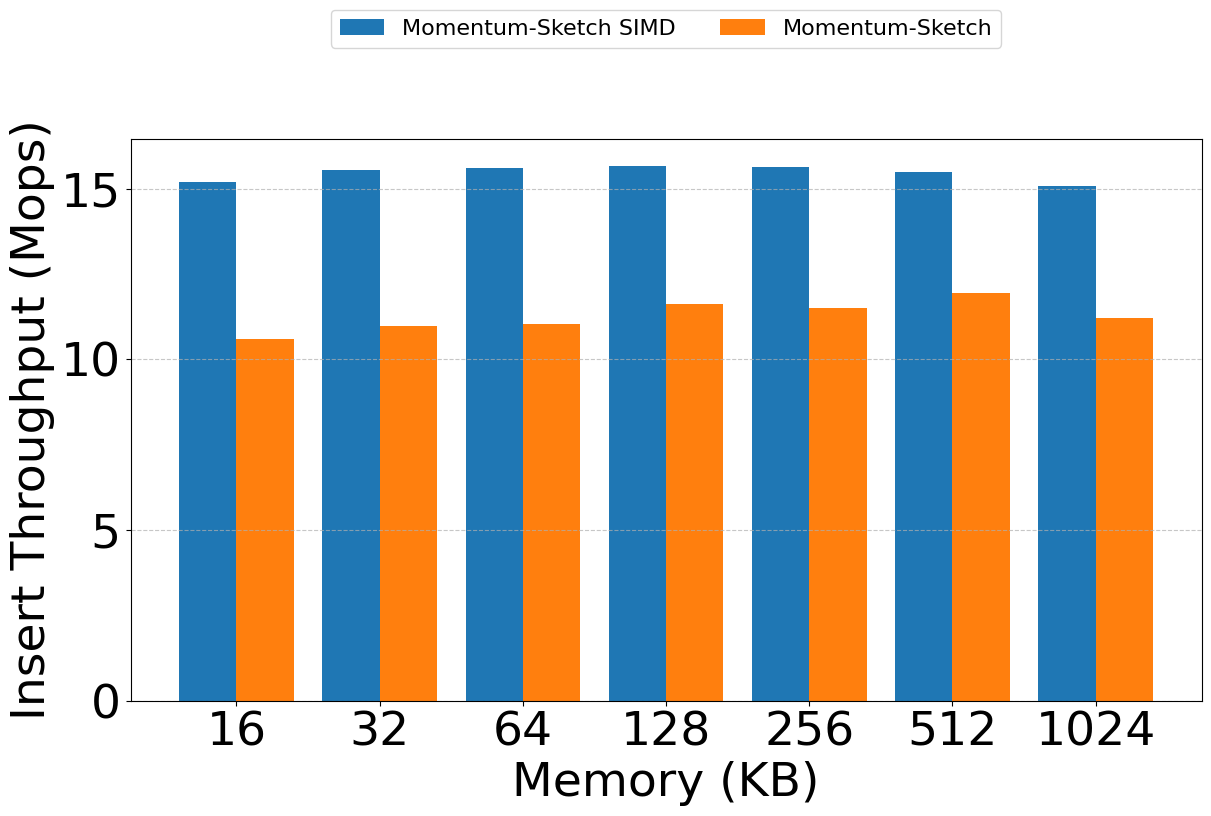 Momentum-Sketch SIMD Momentum-Sketch
Insert Throughput (Mops)
15
10
5
0
16 32 64 128 256 512 1024
Memory (KB)